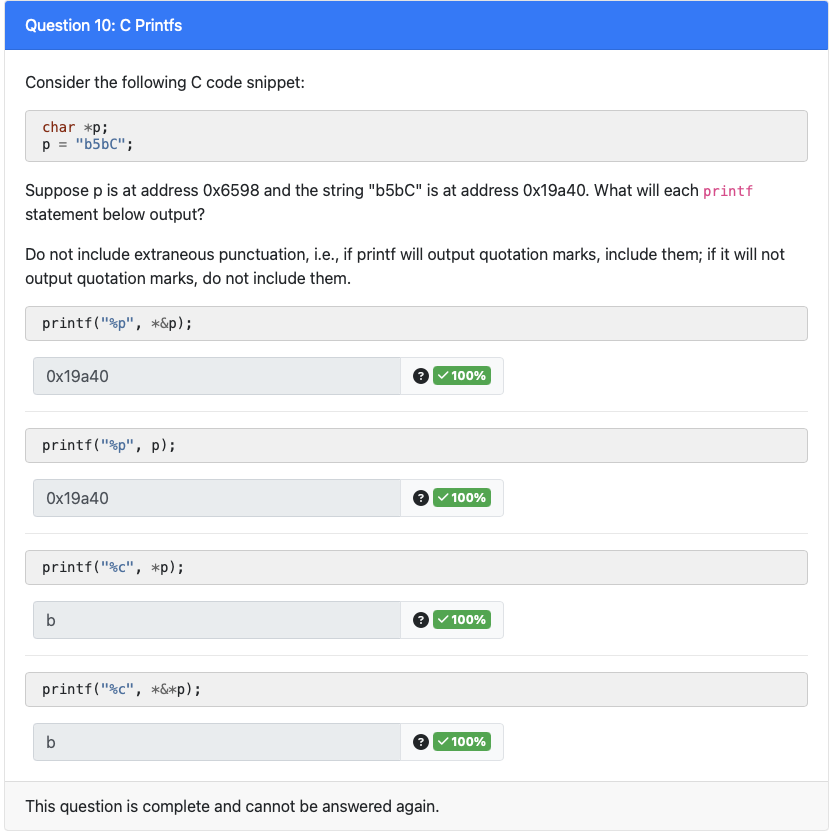 Question 10: C Printfs
Consider the following C code snippet:
char *p;
p = "b5bC";
Suppose p is at address 0x6598 and the string "b5bC" is at address 0x19a40. What will each printf
statement below output?
Do not include extraneous punctuation, i.e., if printf will output quotation marks, include them; if it will not
output quotation marks, do not include them.
printf("%p", *&p);
0x19a40 ? ✓ 100%
printf("%p", p);
0x19a40 ? ✓ 100%
printf("%c", *p);
b ? ✓ 100%
printf("%c", *&*p);
b ? ✓ 100%
This question is complete and cannot be answered again.